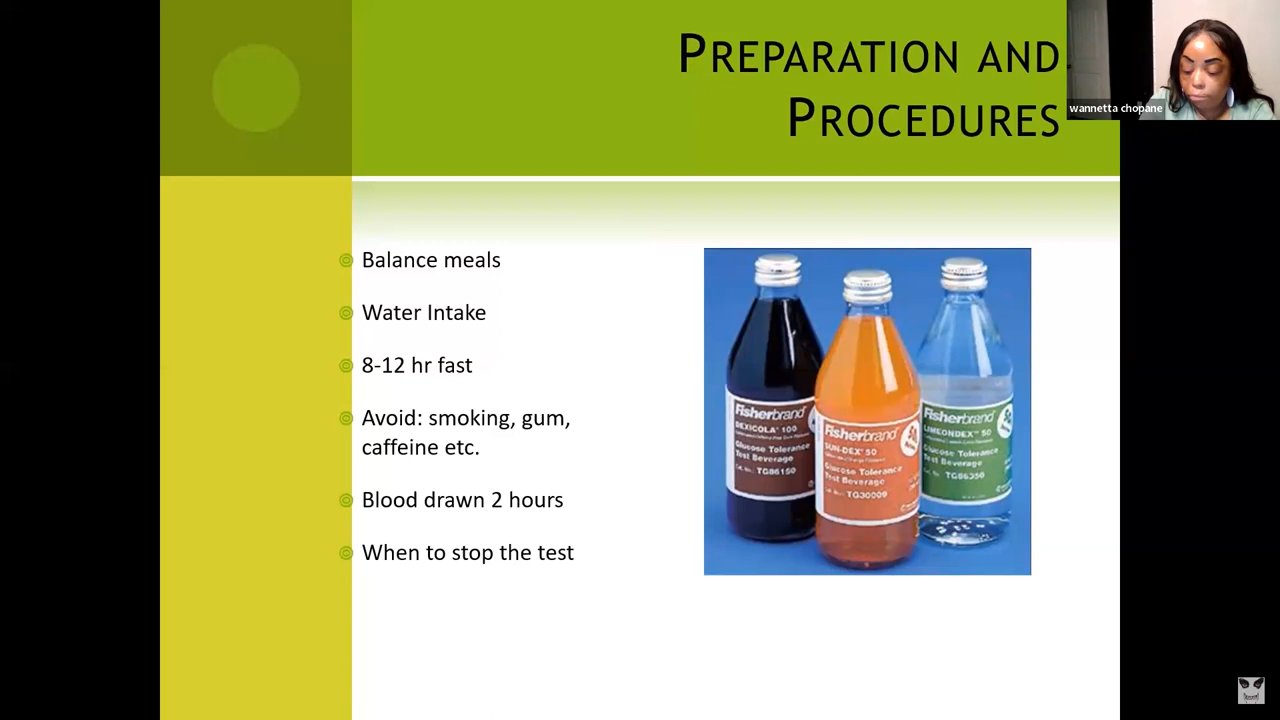 PREPARATION AND
PROCEDURES
wannetta chopane
Balance meals
Water Intake
8-12 hr fast
Avoid: smoking, gum,
caffeine etc.
Blood drawn 2 hours
When to stop the test
Fisherbrand
DEXICOLA 100
Glucose Tolerance
Test Beverage
TG86150
Fisherbrand
SUN-DEX 50
Glucose Tolerance
Test Beverage
TG30009
Fisherbrand
LIMEONDEX 50
Glucose Tolerance
Test Beverage
TG86350